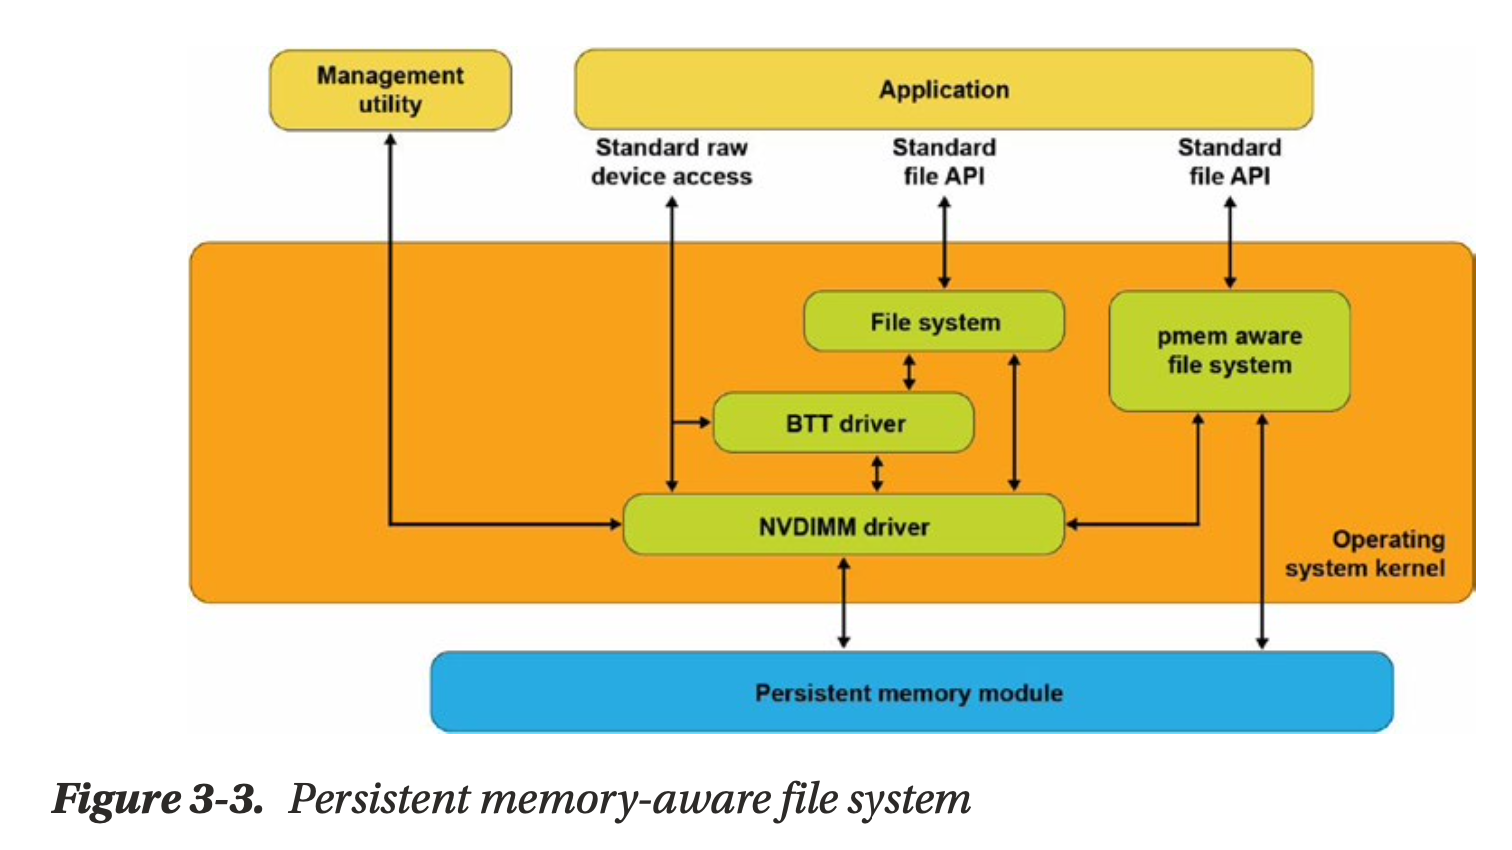 Management
utility
Application
Standard raw
device access
Standard
file API
Standard
file API
File system
pmem aware
file system
BTT driver
NVDIMM driver
Operating
system kernel
Persistent memory module
Figure 3-3. Persistent memory-aware file system